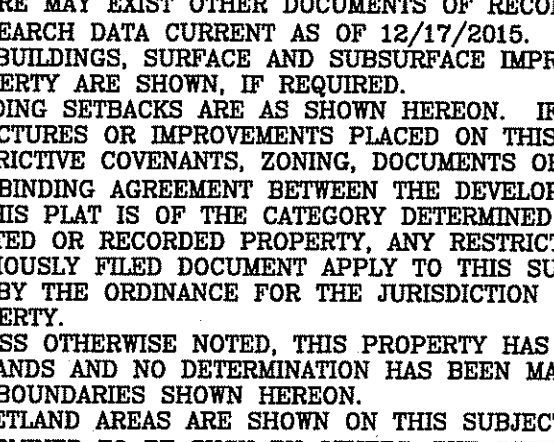 RE MAY EXIST OTHER DOCUMENTS OF RECO
EARCH DATA CURRENT AS OF 12/17/2015.
BUILDINGS, SURFACE AND SUBSURFACE IMPR
ERTY ARE SHOWN, IF REQUIRED.
DING SETBACKS ARE AS SHOWN HEREON. IF
CTURES OR IMPROVEMENTS PLACED ON THIS
RICTIVE COVENANTS, ZONING, DOCUMENTS O
BINDING AGREEMENT BETWEEN THE DEVELO
HIS PLAT IS OF THE CATEGORY DETERMINED
TED OR RECORDED PROPERTY, ANY RESTRICT
IOUSLY FILED DOCUMENT APPLY TO THIS SU
BY THE ORDINANCE FOR THE JURISDICTION
ERTY.
SS OTHERWISE NOTED, THIS PROPERTY HAS
ANDS AND NO DETERMINATION HAS BEEN MA
BOUNDARIES SHOWN HEREON.
ETLAND AREAS ARE SHOWN ON THIS SUBJECT